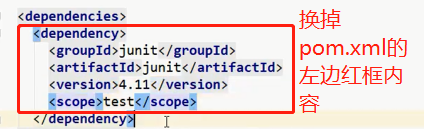 <dependencies>
<dependency>
<groupId>junit</groupId>
<artifactId>junit</artifactId>
<version>4.11</version>
<scope>test</scope>
</dependency>
换掉
pom.xml的
左边红框内
容